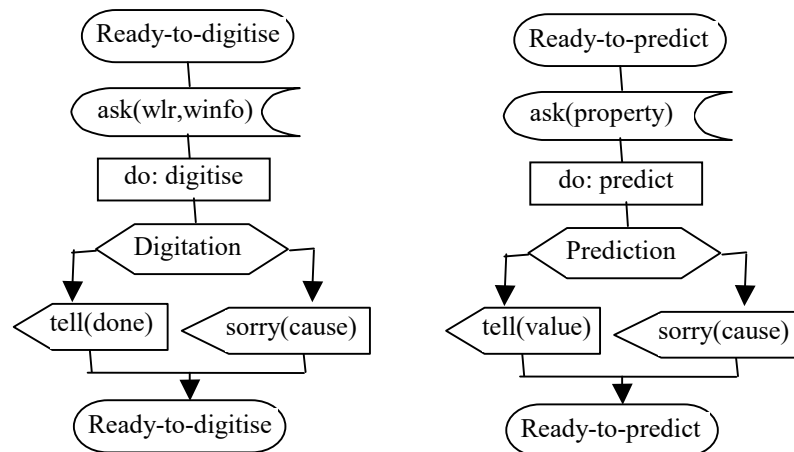 Ready-to-digitise
ask(wlr,winfo)
do: digitise
Digitation
tell(done)
sorry(cause)
Ready-to-digitise
Ready-to-predict
ask(property)
do: predict
Prediction
tell(value)
sorry(cause)
Ready-to-predict